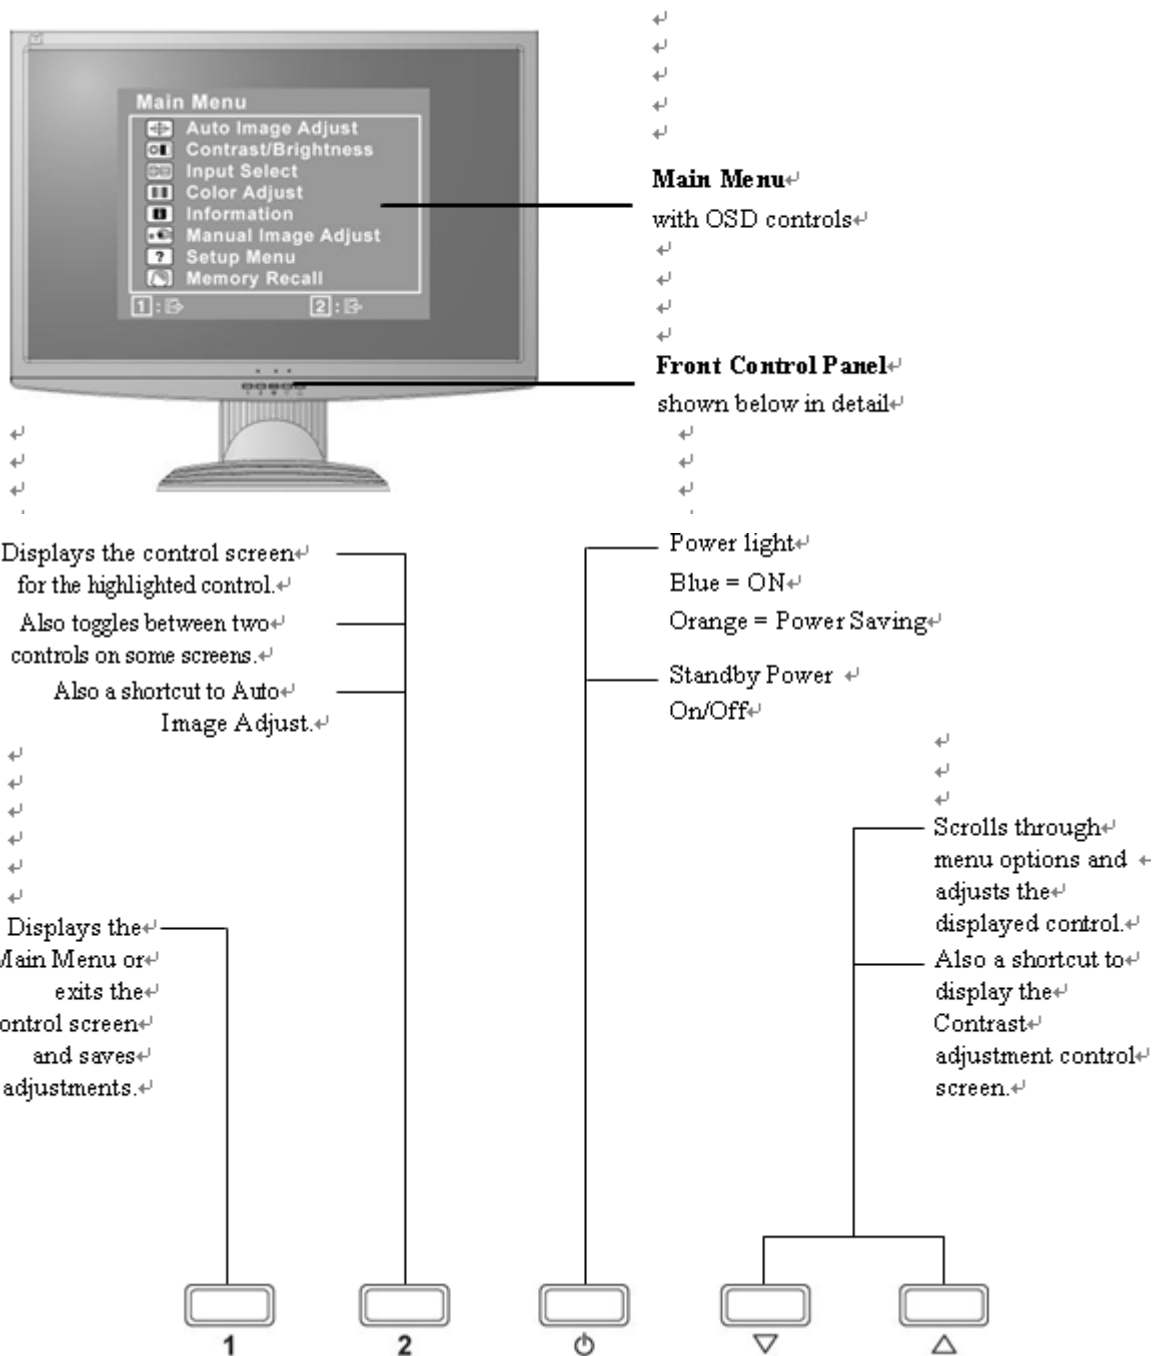 Main Menu
Auto Image Adjust
Contrast/Brightness
Input Select
Color Adjust
Information
Manual Image Adjust
? Setup Menu
Memory Recall
1 :
2 :
Main Menu
with OSD controls
Front Control Panel
shown below in detail
Displays the control screen
for the highlighted control.
Also toggles between two
controls on some screens.
Also a shortcut to Auto
Image Adjust.
Power light
Blue = ON
Orange = Power Saving
Standby Power
On/Off
Displays the
Main Menu or
exits the
ontrol screen
and saves
adjustments.
Scrolls through
menu options and
adjusts the
displayed control.
Also a shortcut to
display the
Contrast
adjustment control
screen.
1
2